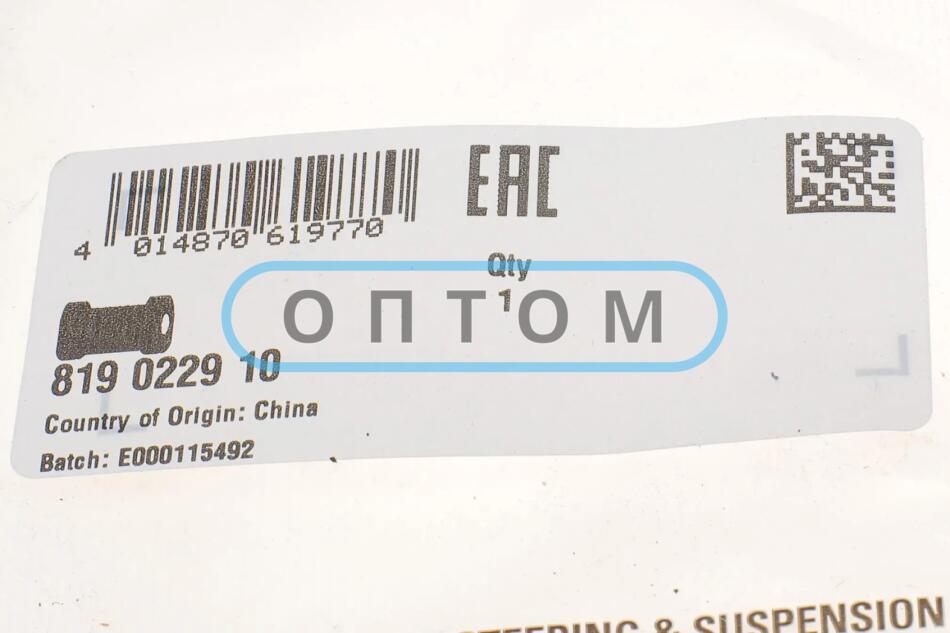 EAC
4 014870 619770
Qty
1
ОПТОМ
819 0229 10
Country of Origin: China
Batch: E000115492
STEERING & SUSPENSION